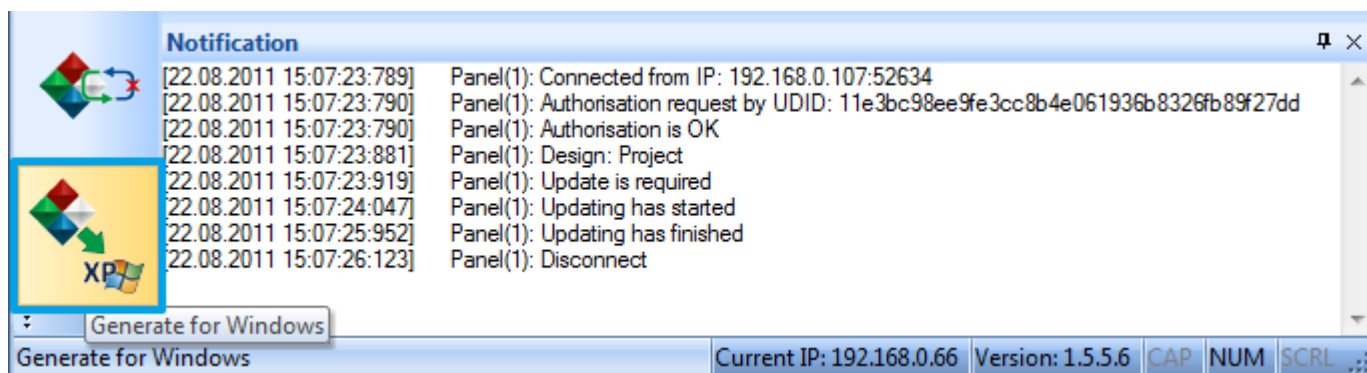 Notification
[22.08.2011 15:07:23:789] Panel(1): Connected from IP: 192.168.0.107:52634
[22.08.2011 15:07:23:790] Panel(1): Authorisation request by UDID: 11e3bc98ee9fe3cc8b4e061936b8326fb89f27dd
[22.08.2011 15:07:23:790] Panel(1): Authorisation is OK
[22.08.2011 15:07:23:881] Panel(1): Design: Project
[22.08.2011 15:07:23:919] Panel(1): Update is required
[22.08.2011 15:07:24:047] Panel(1): Updating has started
[22.08.2011 15:07:25:952] Panel(1): Updating has finished
[22.08.2011 15:07:26:123] Panel(1): Disconnect
XP
Generate for Windows
Generate for Windows Current IP: 192.168.0.66 Version: 1.5.5.6 CAP NUM SCRL